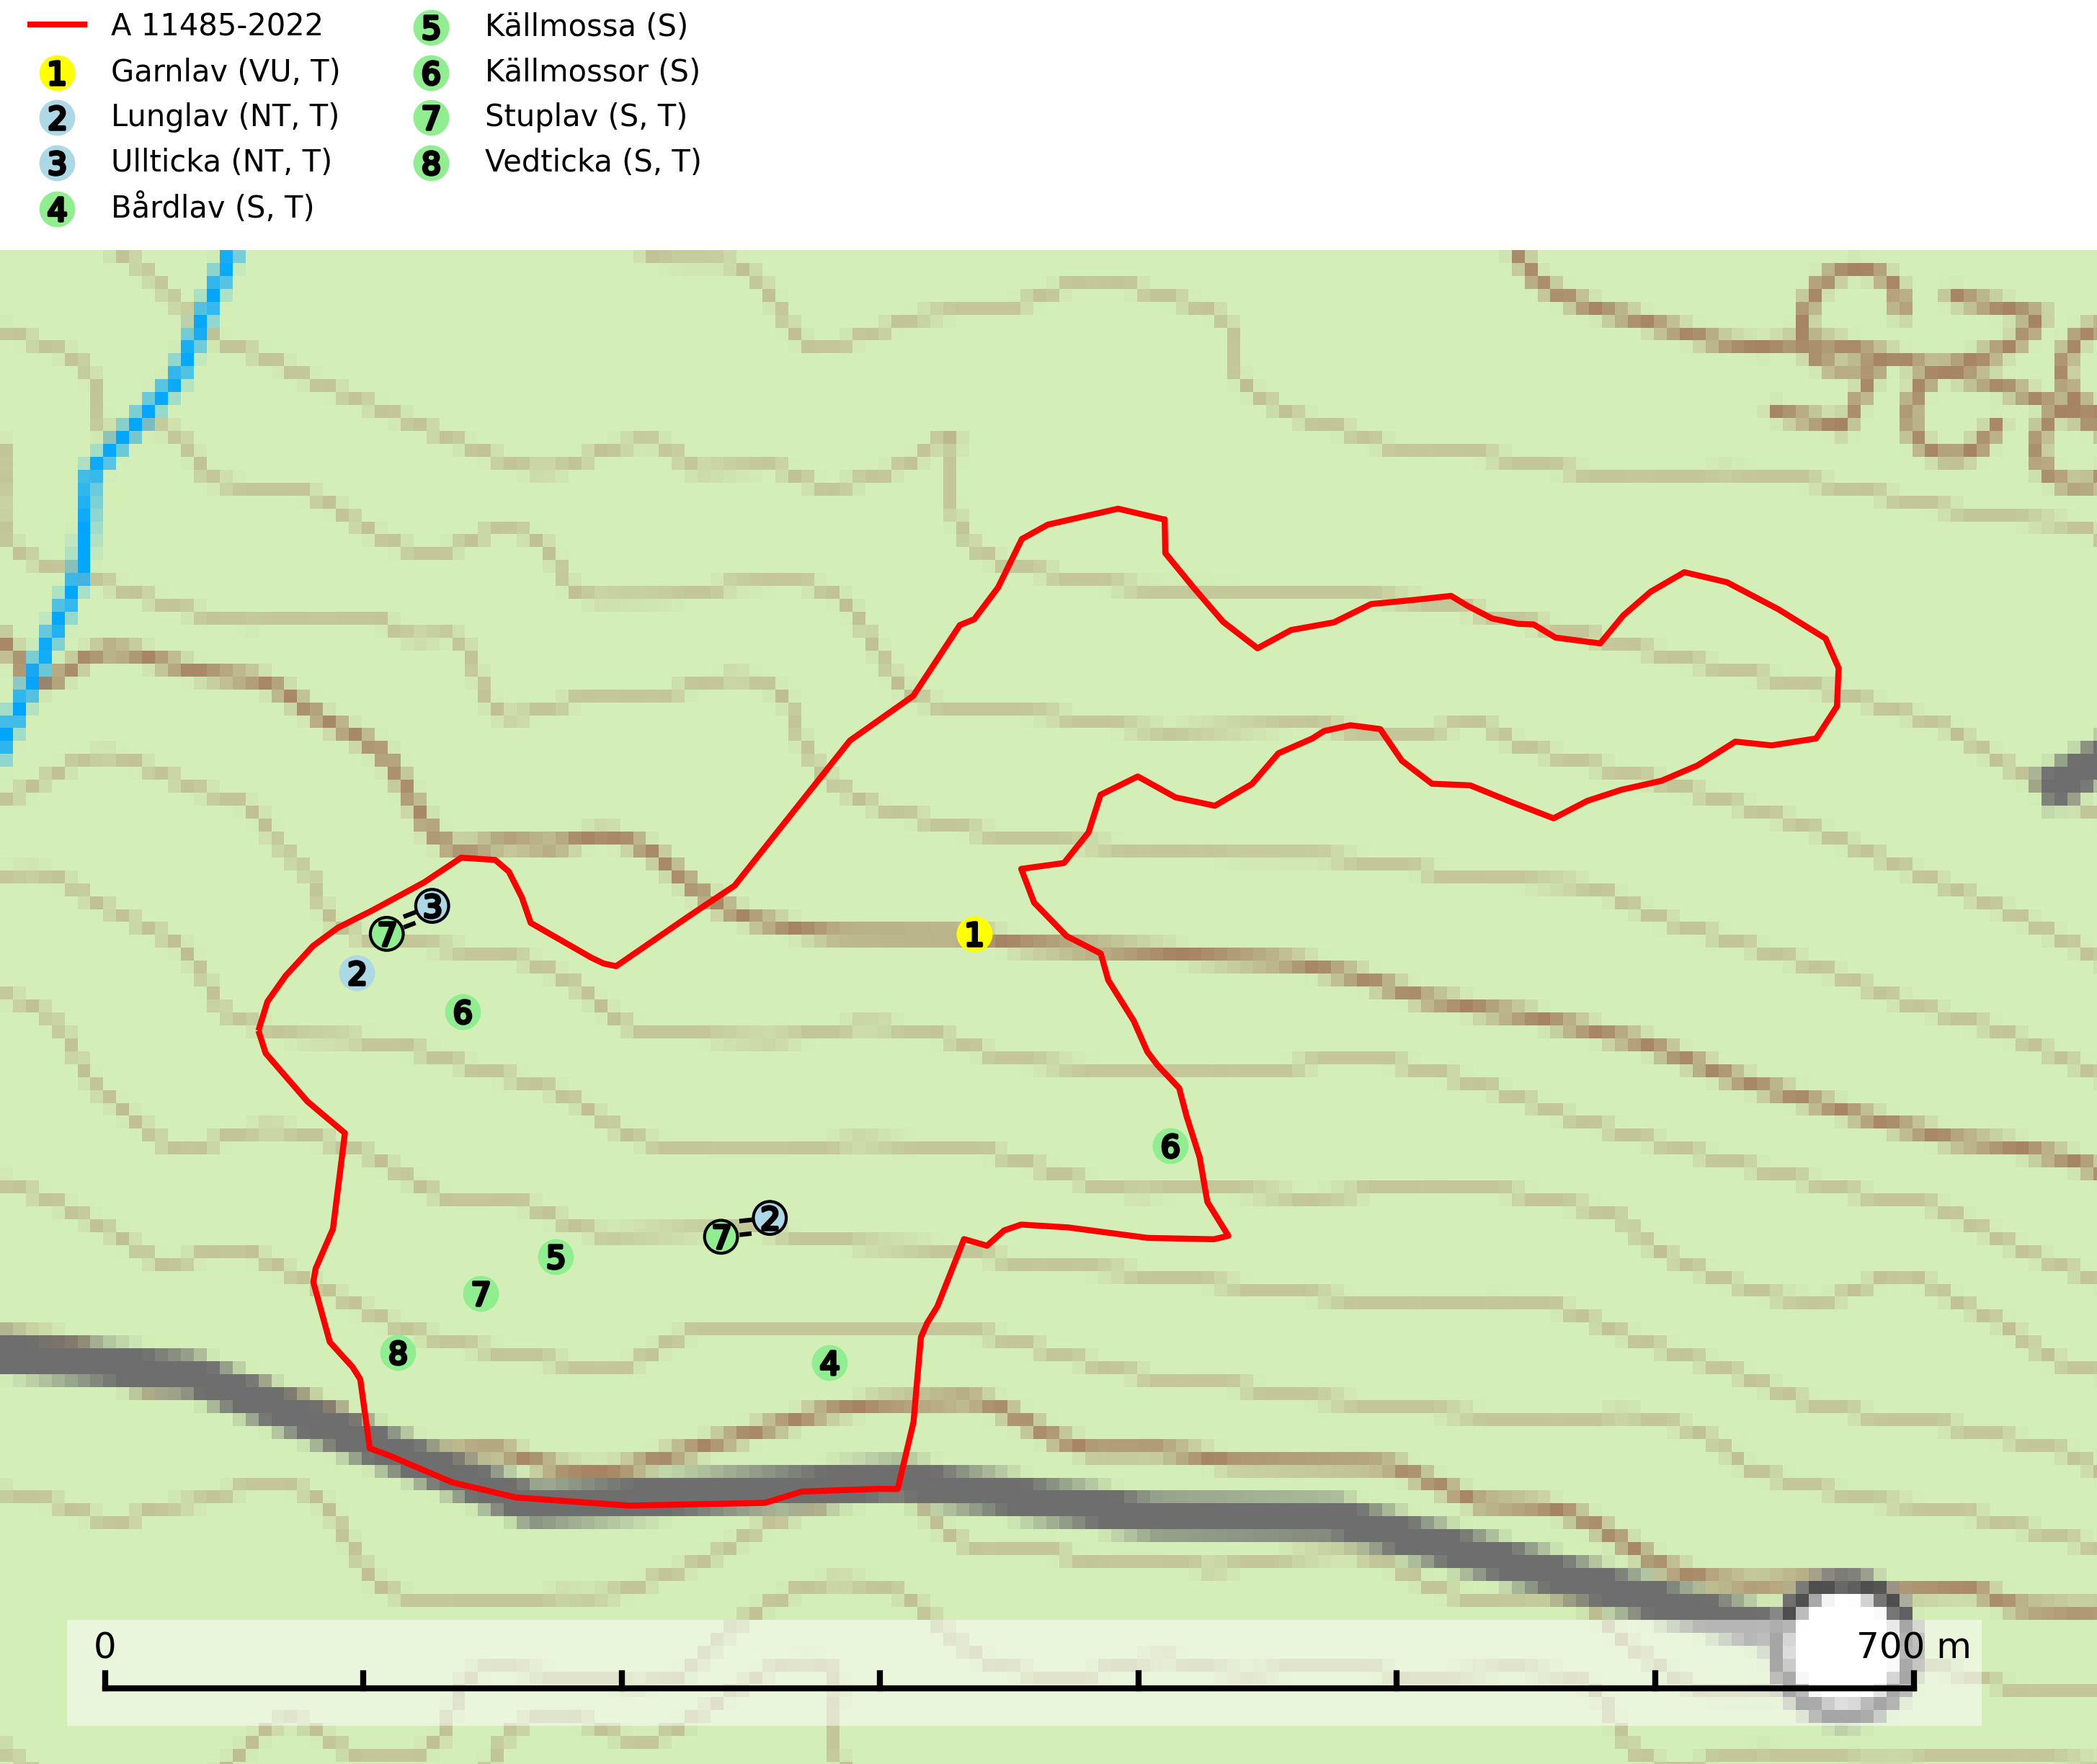 A 11485-2022
1 Garnlav (VU, T)
2 Lunglav (NT, T)
3 Ullticka (NT, T)
4 Bårdlav (S, T)
5 Källmossa (S)
6 Källmossor (S)
7 Stuplav (S, T)
8 Vedticka (S, T)
3
7
1
2
6
6
2
7
5
7
8
4
0
700 m